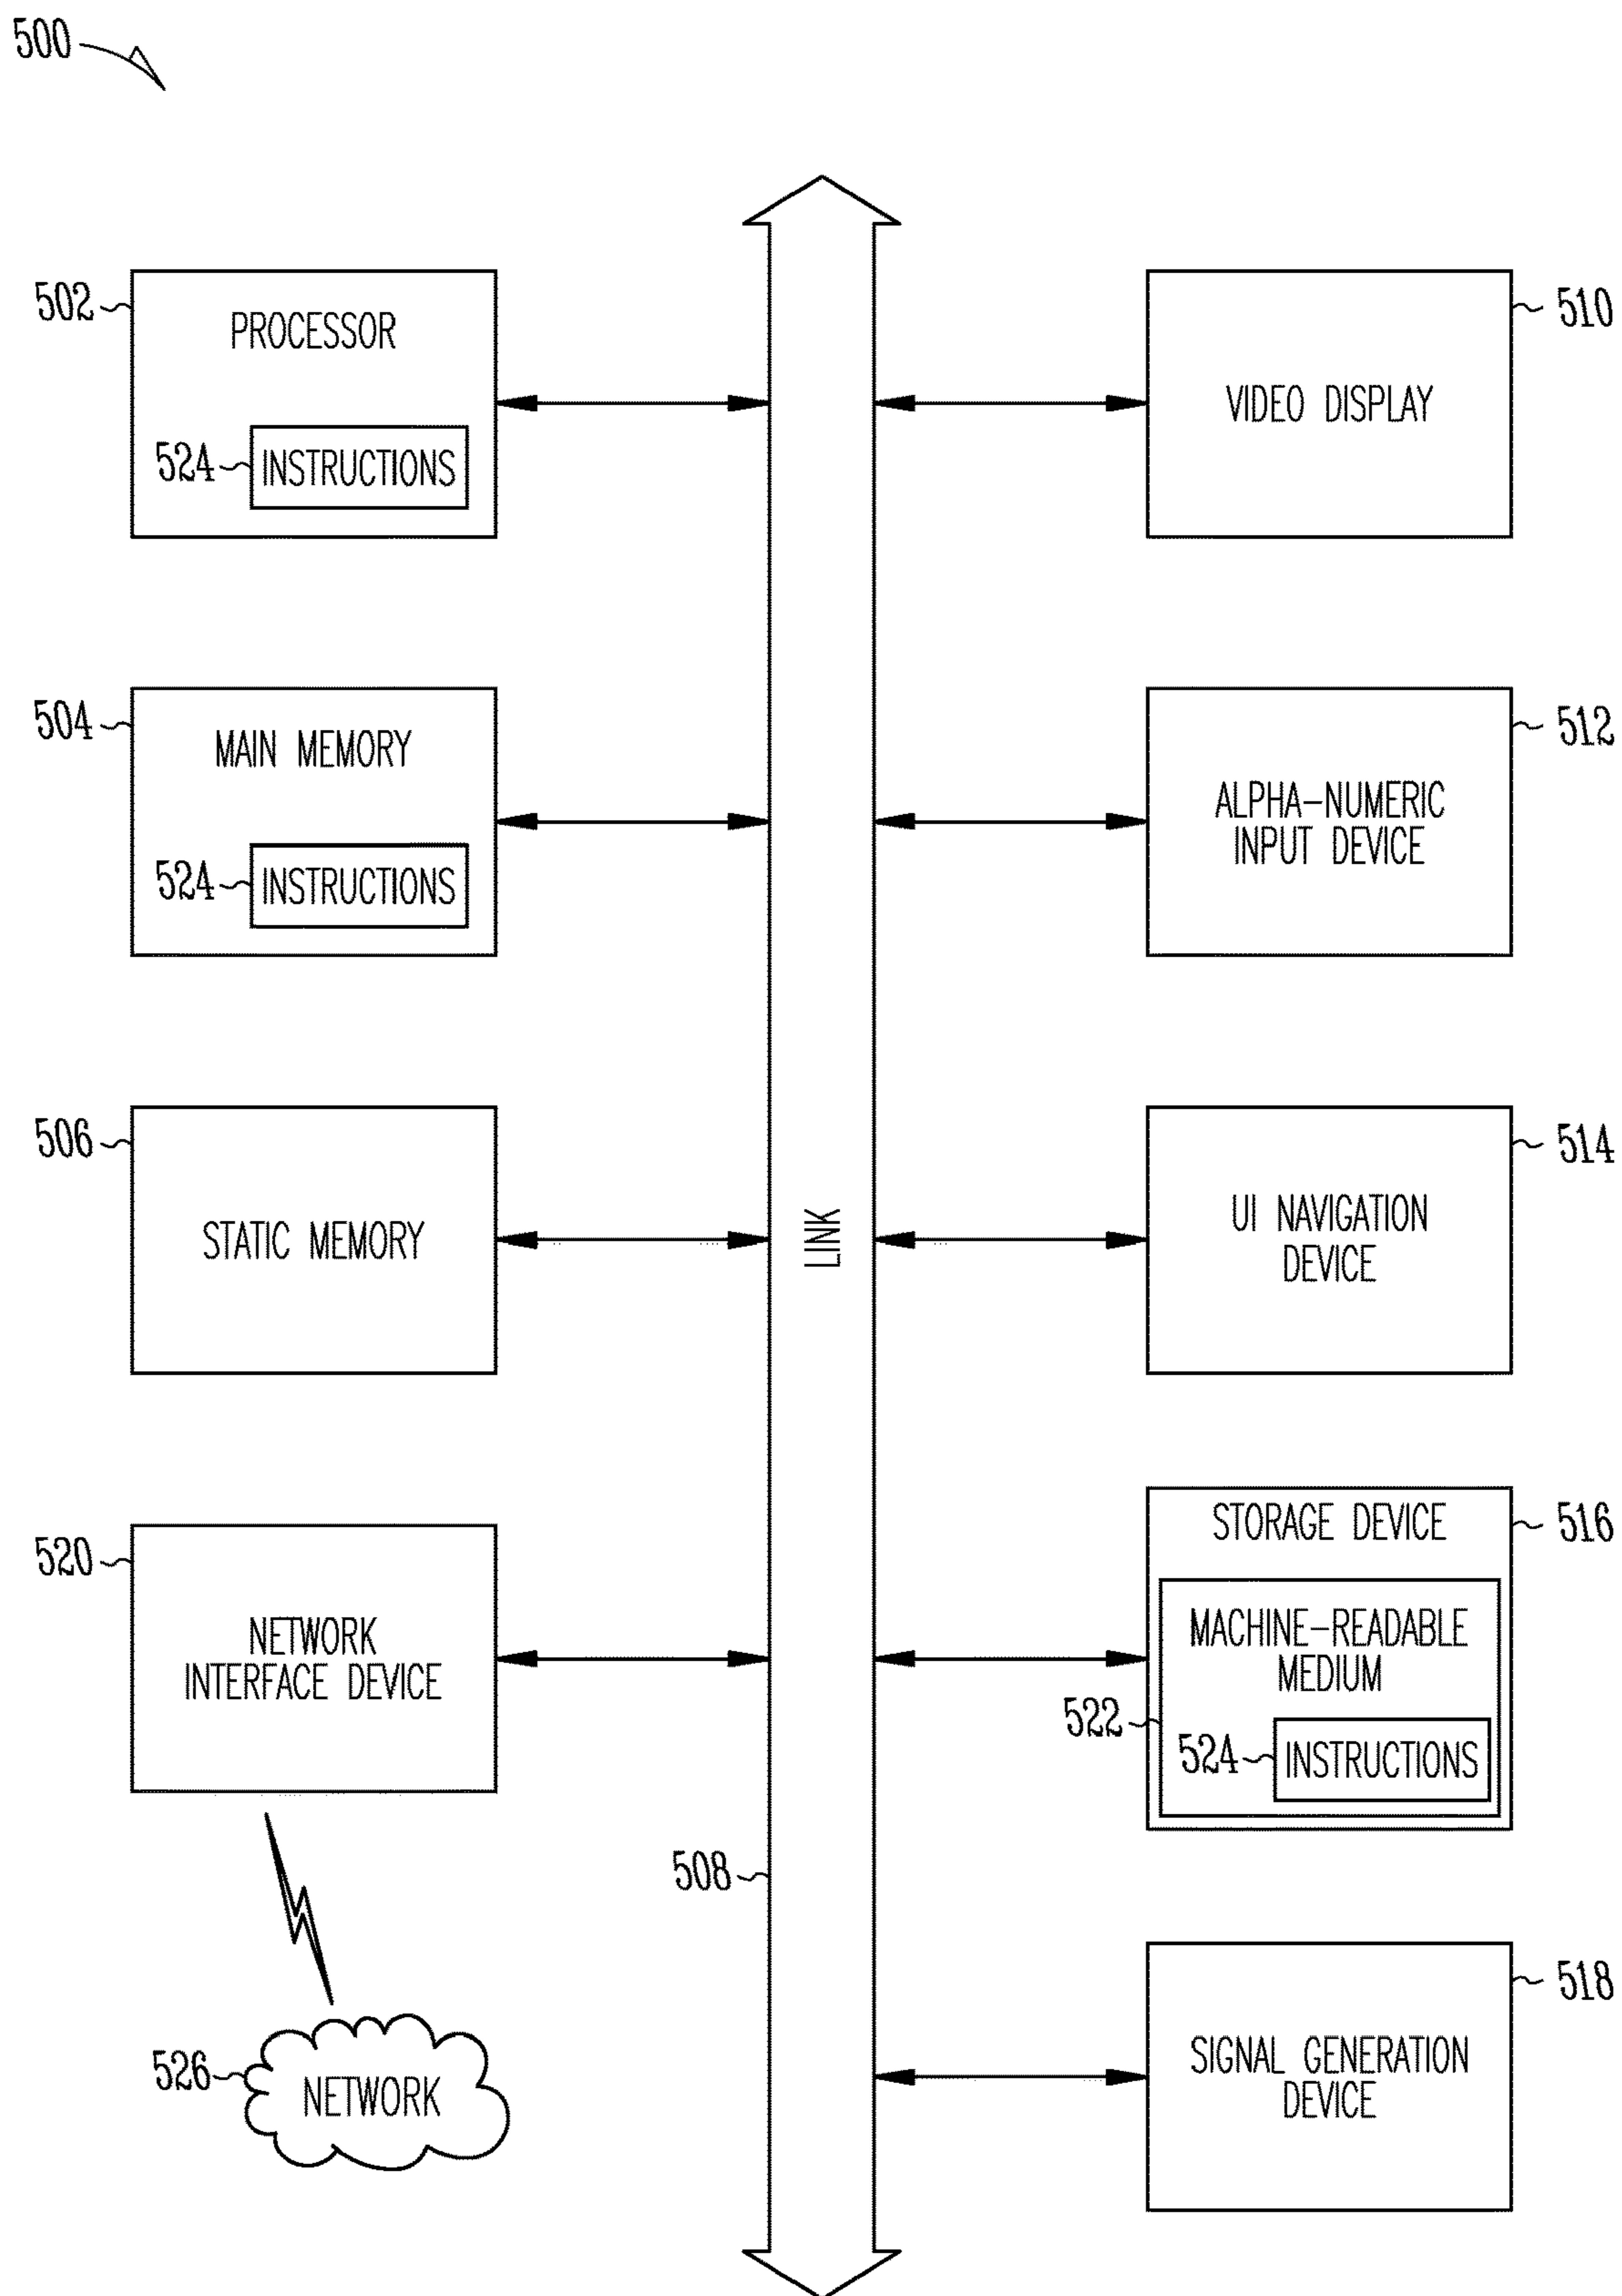 500
502
PROCESSOR
524
INSTRUCTIONS
504
MAIN MEMORY
524
INSTRUCTIONS
506
STATIC MEMORY
520
NETWORK
INTERFACE DEVICE
526
NETWORK
LINK
508
510
VIDEO DISPLAY
512
ALPHA-NUMERIC
INPUT DEVICE
514
UI NAVIGATION
DEVICE
516
STORAGE DEVICE
MACHINE-READABLE
MEDIUM
522
524
INSTRUCTIONS
518
SIGNAL GENERATION
DEVICE